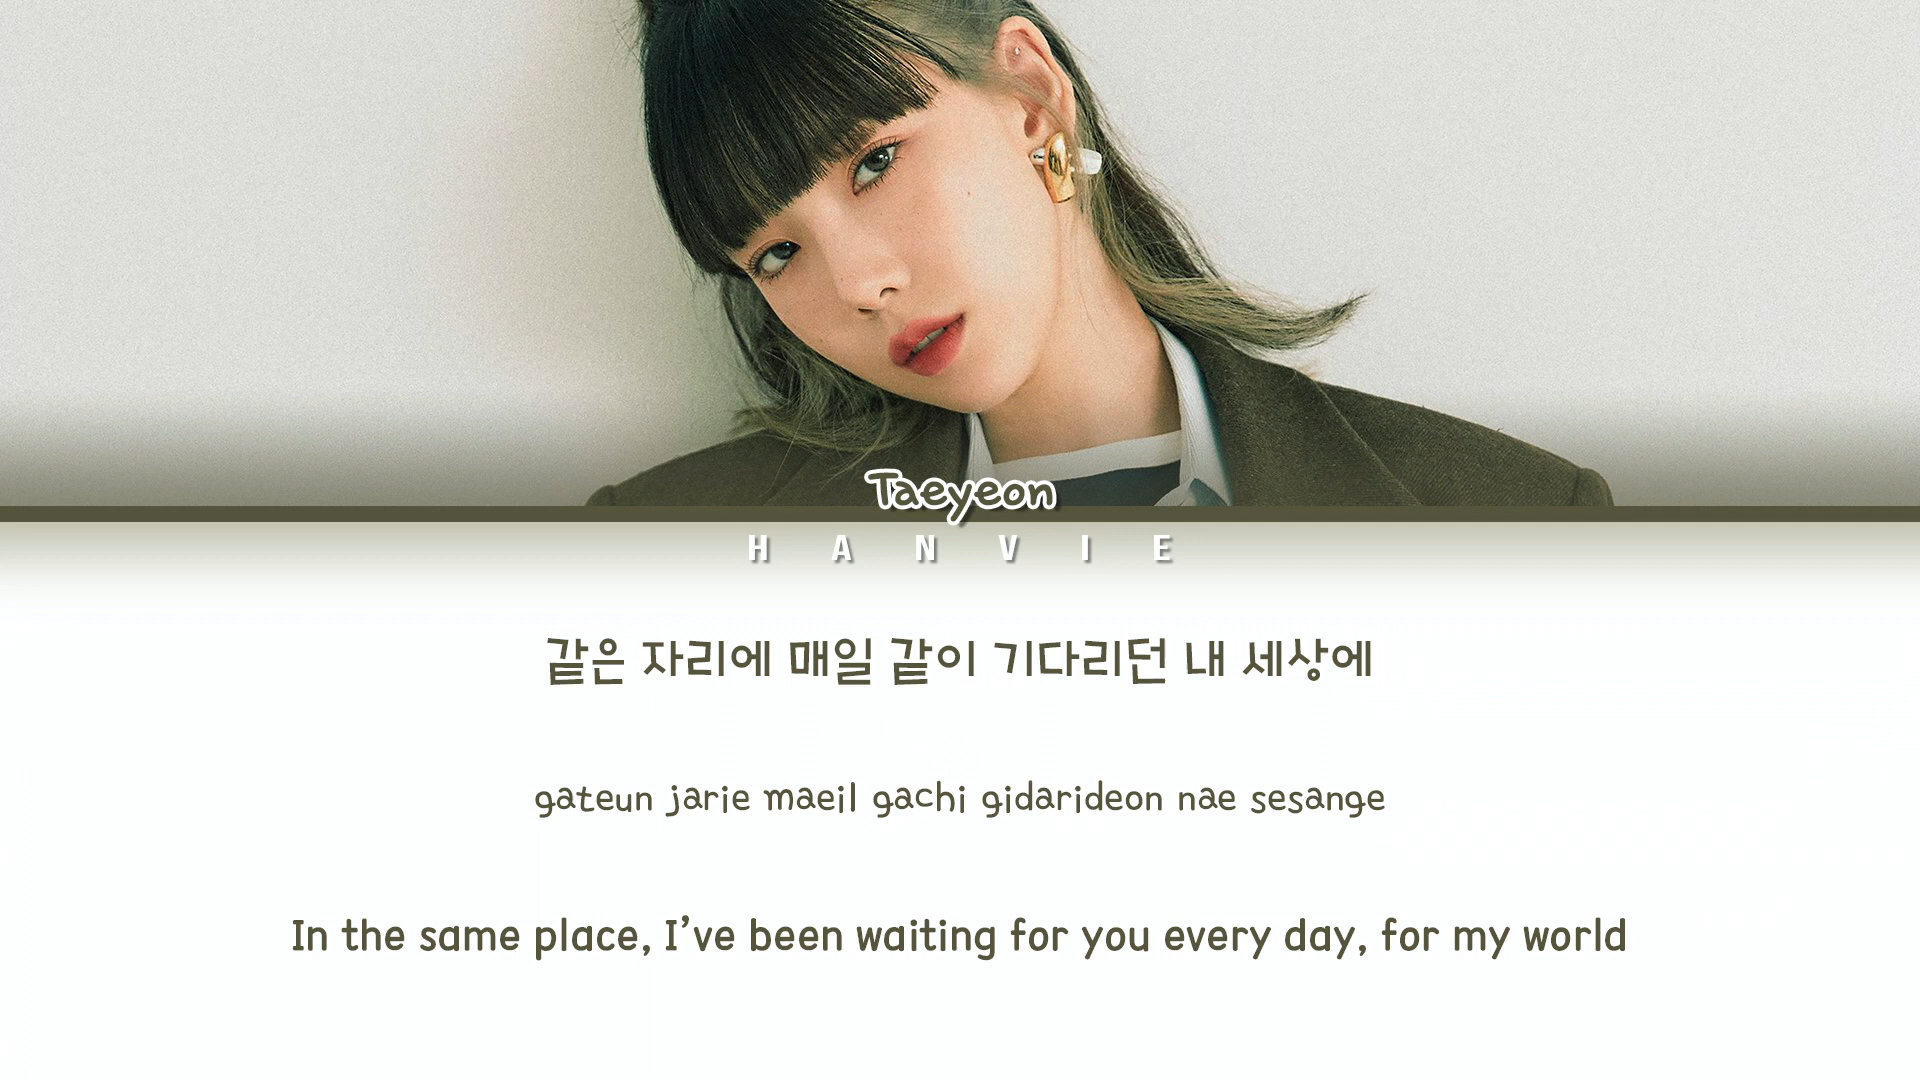 Taeyeon
HANVIE
같은 자리에 매일 같이 기다리던 내 세상에
gateun jarie maeil gachi gidarideon nae sesange
In the same place, I've been waiting for you every day, for my world